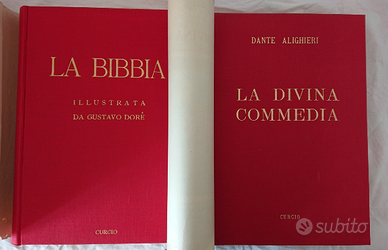 LA BIBBIA
ILLUSTRATA
DA GUSTAVO DORÉ
CURCIO
DANTE ALIGHIERI
LA DIVINA
COMMEDIA
CURCIO
subito